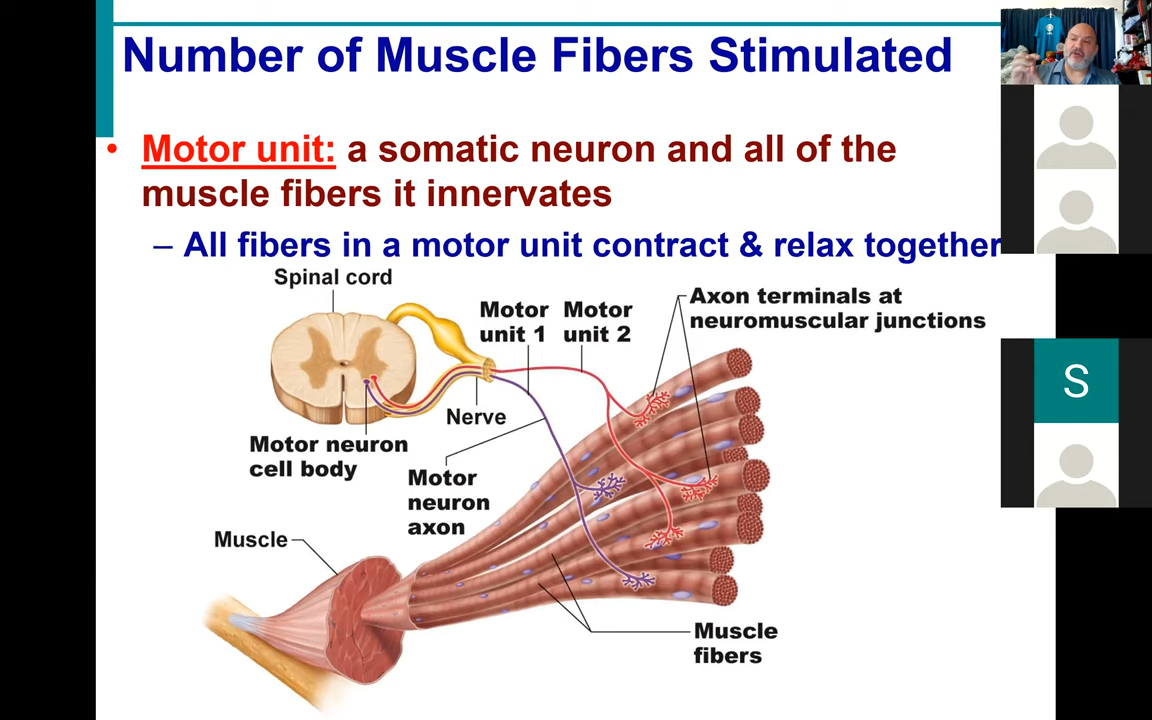 Number of Muscle Fibers Stimulated
• Motor unit: a somatic neuron and all of the
muscle fibers it innervates
– All fibers in a motor unit contract & relax together
Spinal cord
Motor
unit 1
Motor
unit 2
Axon terminals at
neuromuscular junctions
Nerve
Motor neuron
cell body
Motor
neuron
axon
Muscle
Muscle
fibers
S